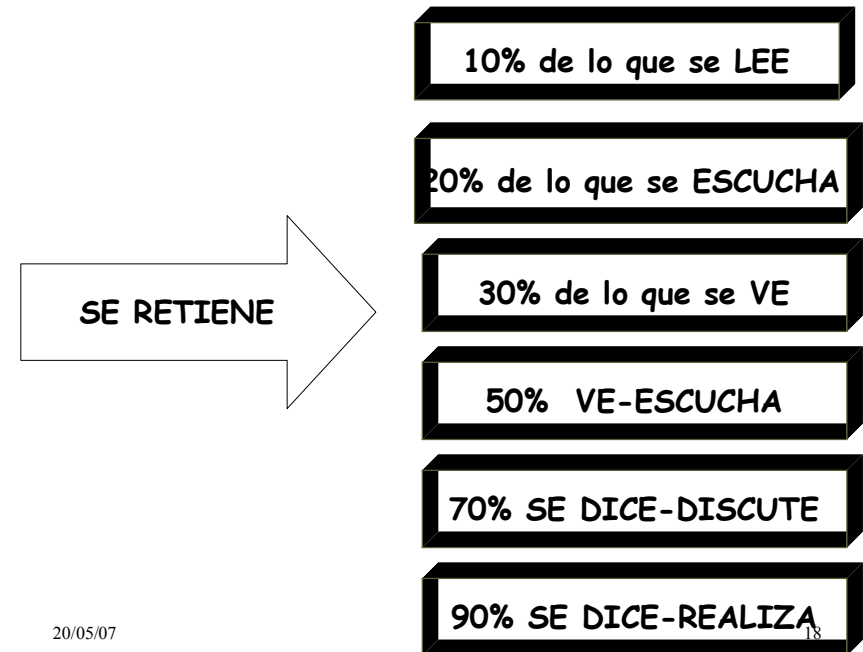 10% de lo que se LEE
20% de lo que se ESCUCHA
30% de lo que se VE
SE RETIENE
50% VE-ESCUCHA
70% SE DICE-DISCUTE
90% SE DICE-REALIZA
20/05/07
18